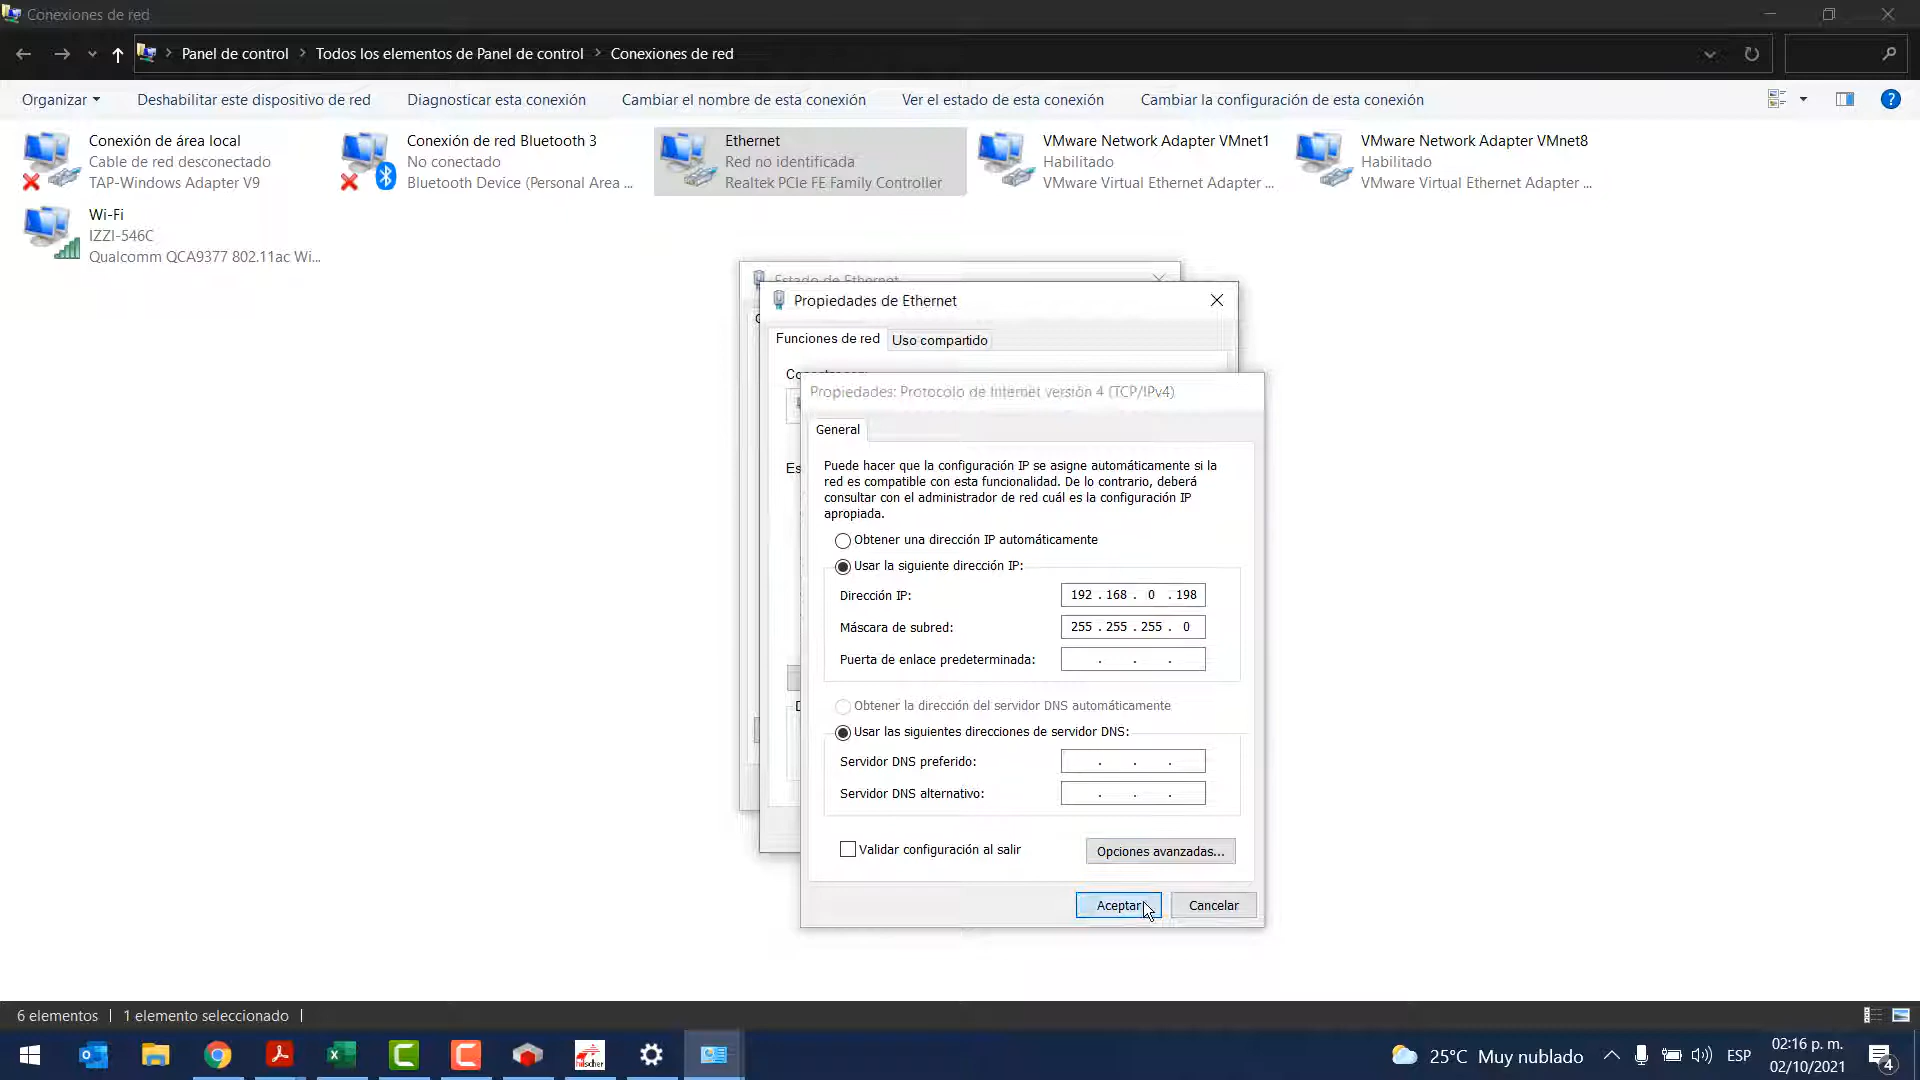 Conexiones de red
Panel de control > Todos los elementos de Panel de control > Conexiones de red
Organizar Deshabilitar este dispositivo de red Diagnosticar esta conexión Cambiar el nombre de esta conexión Ver el estado de esta conexión Cambiar la configuración de esta conexión
Conexión de área local
Cable de red desconectado
TAP-Windows Adapter V9
Conexión de red Bluetooth 3
No conectado
Bluetooth Device (Personal Area ...
Ethernet
Red no identificada
Realtek PCIe FE Family Controller
VMware Network Adapter VMnet1
Habilitado
VMware Virtual Ethernet Adapter ...
VMware Network Adapter VMnet8
Habilitado
VMware Virtual Ethernet Adapter ...
Wi-Fi
IZZI-546C
Qualcomm QCA9377 802.11ac Wi...
Estado de Ethernet
Propiedades de Ethernet
Funciones de red Uso compartido
Propiedades: Protocolo de Internet versión 4 (TCP/IPv4)
General
Puede hacer que la configuración IP se asigne automáticamente si la
red es compatible con esta funcionalidad. De lo contrario, deberá
consultar con el administrador de red cuál es la configuración IP
apropiada.
Obtener una dirección IP automáticamente
Usar la siguiente dirección IP:
Dirección IP: 192 . 168 . 0 . 198
Máscara de subred: 255 . 255 . 255 . 0
Puerta de enlace predeterminada: . . .
Obtener la dirección del servidor DNS automáticamente
Usar las siguientes direcciones de servidor DNS:
Servidor DNS preferido: . . .
Servidor DNS alternativo: . . .
Validar configuración al salir Opciones avanzadas...
Aceptar Cancelar
6 elementos 1 elemento seleccionado
hilscher
25°C Muy nublado ESP 02:16 p. m.
02/10/2021 4